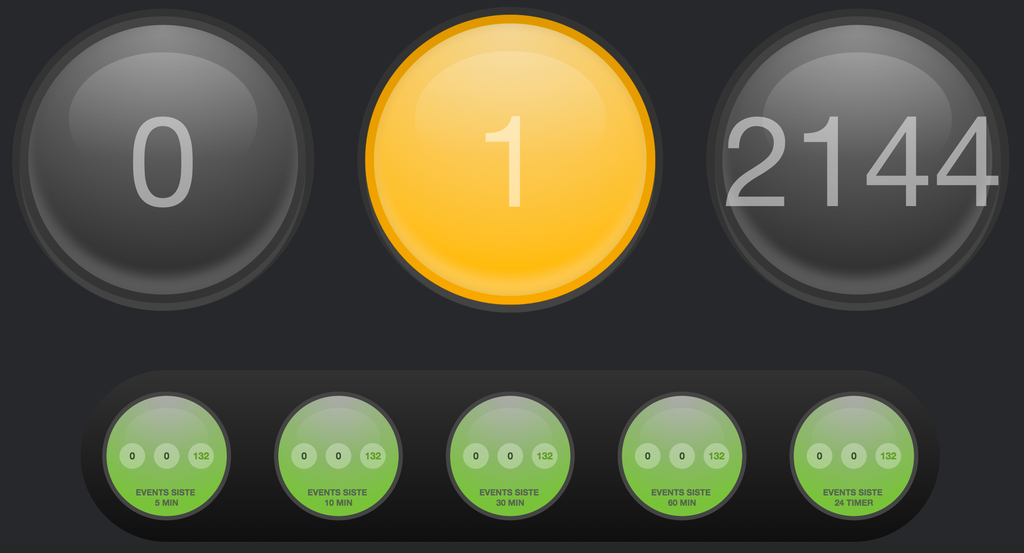 0 1 2144
0 0 132 0 0 132 0 0 132 0 0 132 0 0 132
EVENTS SISTE EVENTS SISTE EVENTS SISTE EVENTS SISTE EVENTS SISTE
5 MIN 10 MIN 30 MIN 60 MIN 24 TIMER